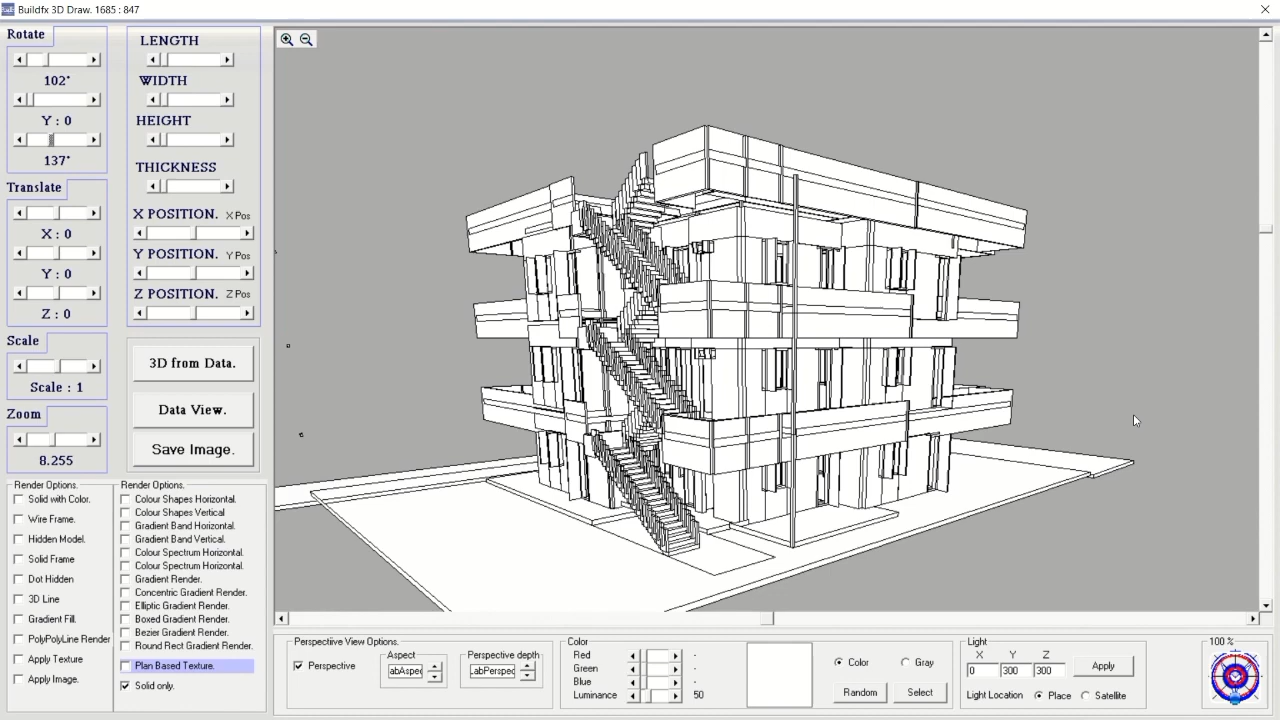 Buildfx 3D Draw. 1685 : 847
Rotate
102°
Y : 0
137°
Translate
X : 0
Y : 0
Z : 0
Scale
Scale : 1
Zoom
8.255
LENGTH
WIDTH
HEIGHT
THICKNESS
X POSITION. X Pos
Y POSITION. Y Pos
Z POSITION. Z Pos
3D from Data.
Data View.
Save Image.
Render Options.
Solid with Color.
Wire Frame.
Hidden Model.
Solid Frame
Dot Hidden
3D Line
Gradient Fill.
PolyPolyLine Render
Apply Texture
Apply Image.
Render Options.
Colour Shapes Horizontal.
Colour Shapes Vertical
Gradient Band Horizontal.
Gradient Band Vertical.
Colour Spectrum Horizontal.
Colour Spectrum Horizontal.
Gradient Render.
Concentric Gradient Render.
Elliptic Gradient Render.
Boxed Gradient Render.
Bezier Gradient Render.
Round Rect Gradient Render.
Plan Based Texture.
Solid only.
Perspective View Options.
Perspective
Aspect
abAspec
Perspective depth
.abPerspec
Color
Red -
Green -
Blue -
Luminance 50
Color Gray
Random Select
Light
X Y Z
0 300 300 Apply
Light Location Place Satellite
100 %